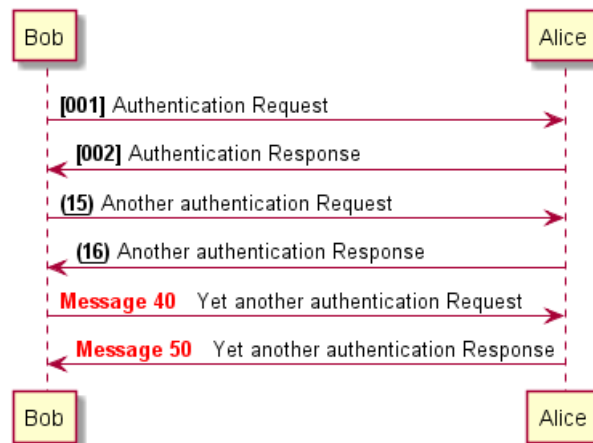 Bob Alice
[001] Authentication Request
[002] Authentication Response
(15) Another authentication Request
(16) Another authentication Response
Message 40 Yet another authentication Request
Message 50 Yet another authentication Response
Bob Alice